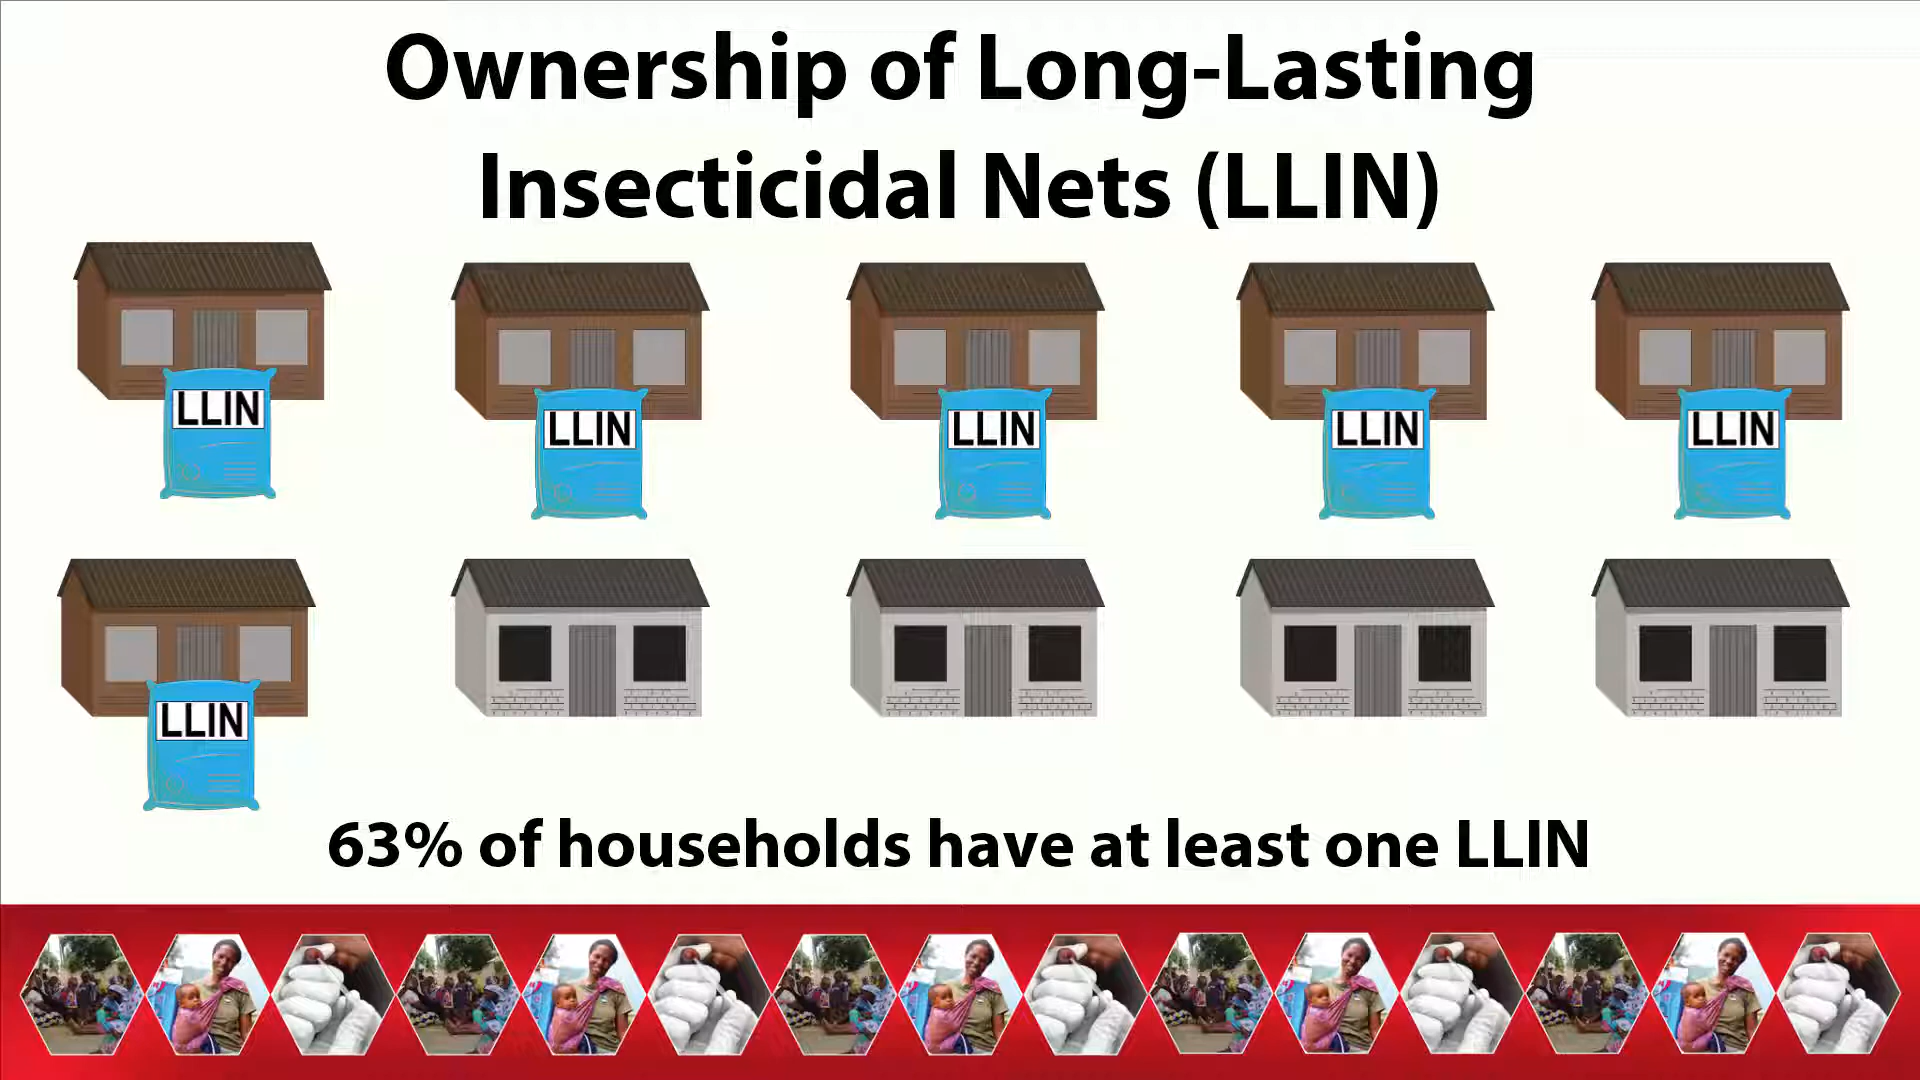 Ownership of Long-Lasting
Insecticidal Nets (LLIN)
LLIN
LLIN
LLIN
LLIN
LLIN
LLIN
63% of households have at least one LLIN